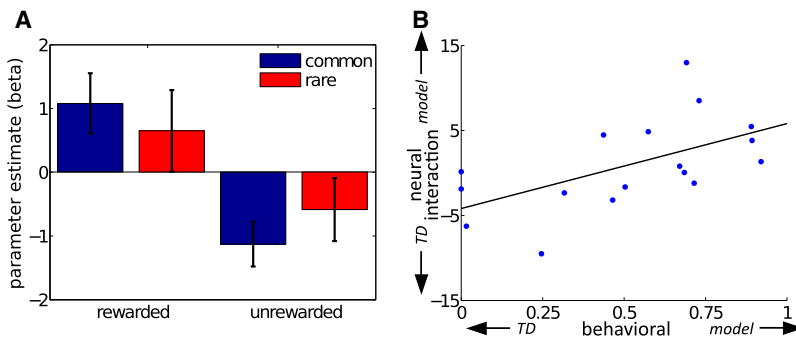 A
parameter estimate (beta)
2
1
0
−1
−2
common
rare
rewarded
unrewarded
B
neural
interaction
model
TD
15
5
−5
−15
0
0.25
0.5
0.75
1
TD
behavioral
model